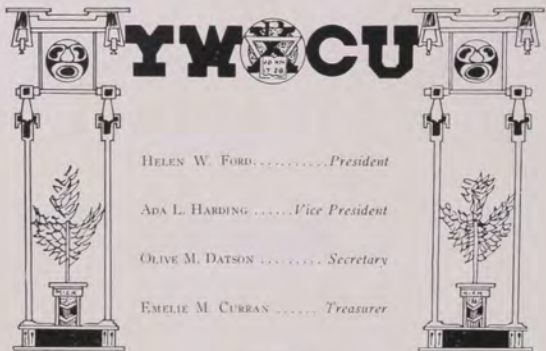 YWCU
HELEN W. FORD...........President
ADA L. HARDING ......Vice President
OLIVE M. DATSON ......... Secretary
EMELIE M. CURRAN ...... Treasurer